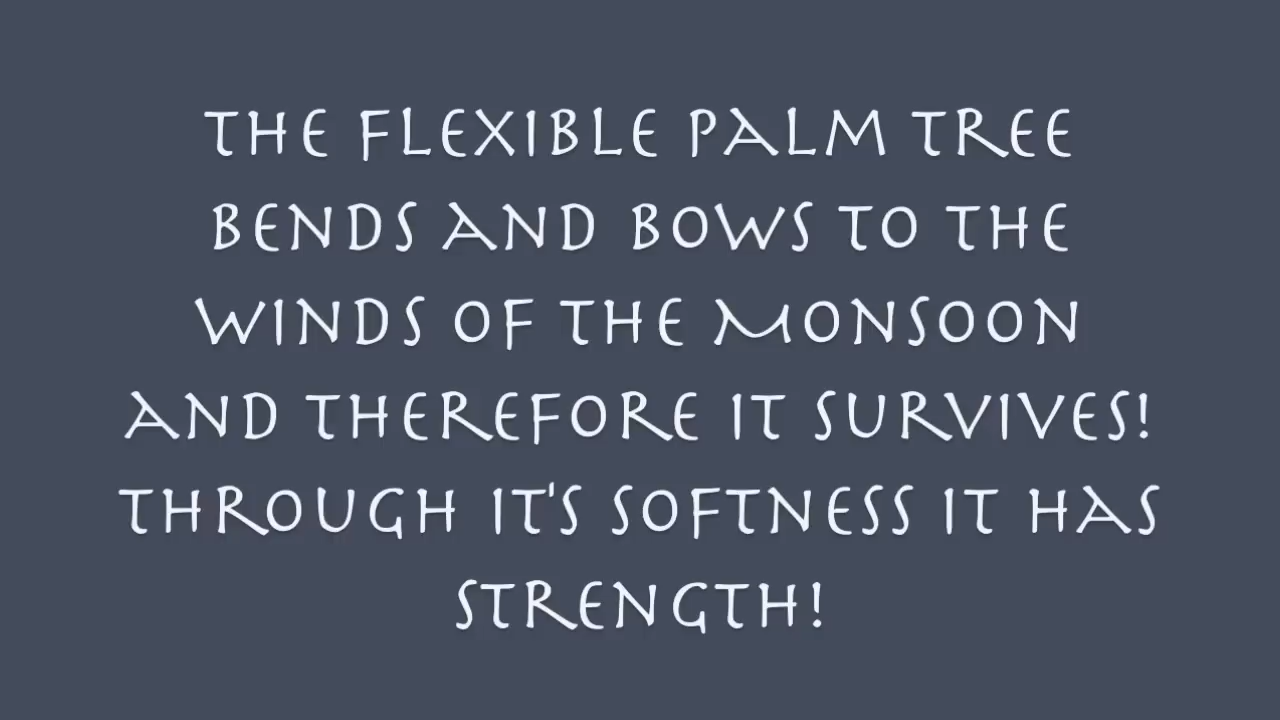 THE FLEXIBLE PALM TREE
BENDS AND BOWS TO THE
WINDS OF THE MONSOON
AND THEREFORE IT SURVIVES!
THROUGH IT'S SOFTNESS IT HAS
STRENGTH!